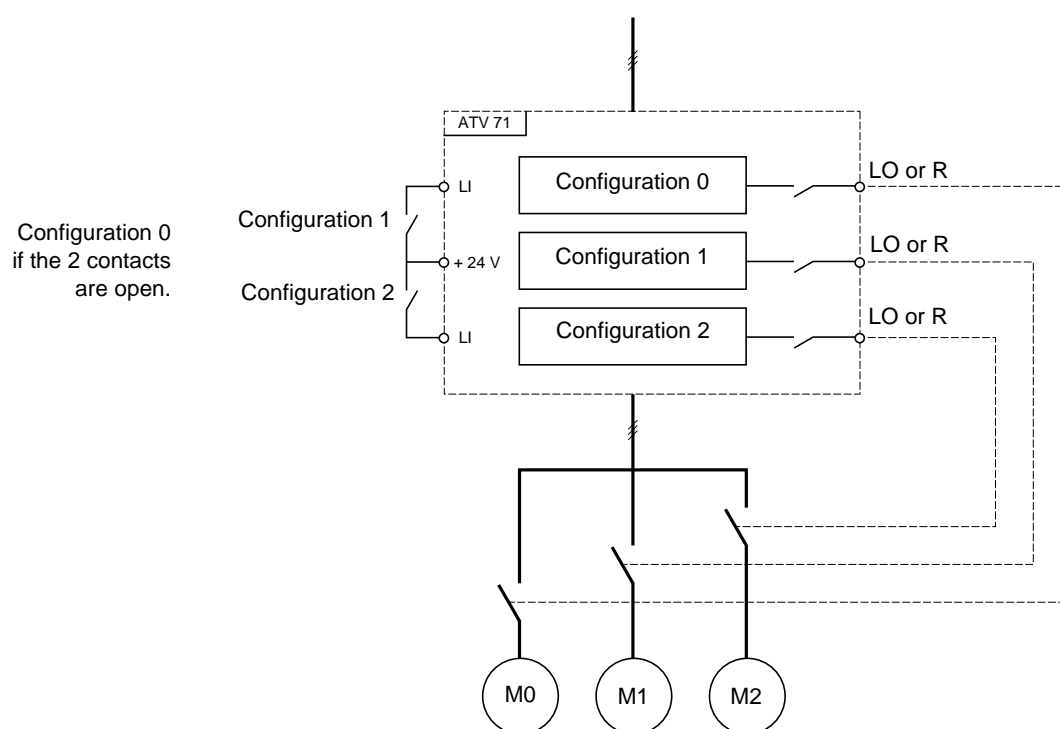 ATV 71
Configuration 0
LO or R
LI
Configuration 1
Configuration 0
if the 2 contacts
are open.
+ 24 V
Configuration 1
LO or R
Configuration 2
LI
Configuration 2
LO or R
M0
M1
M2